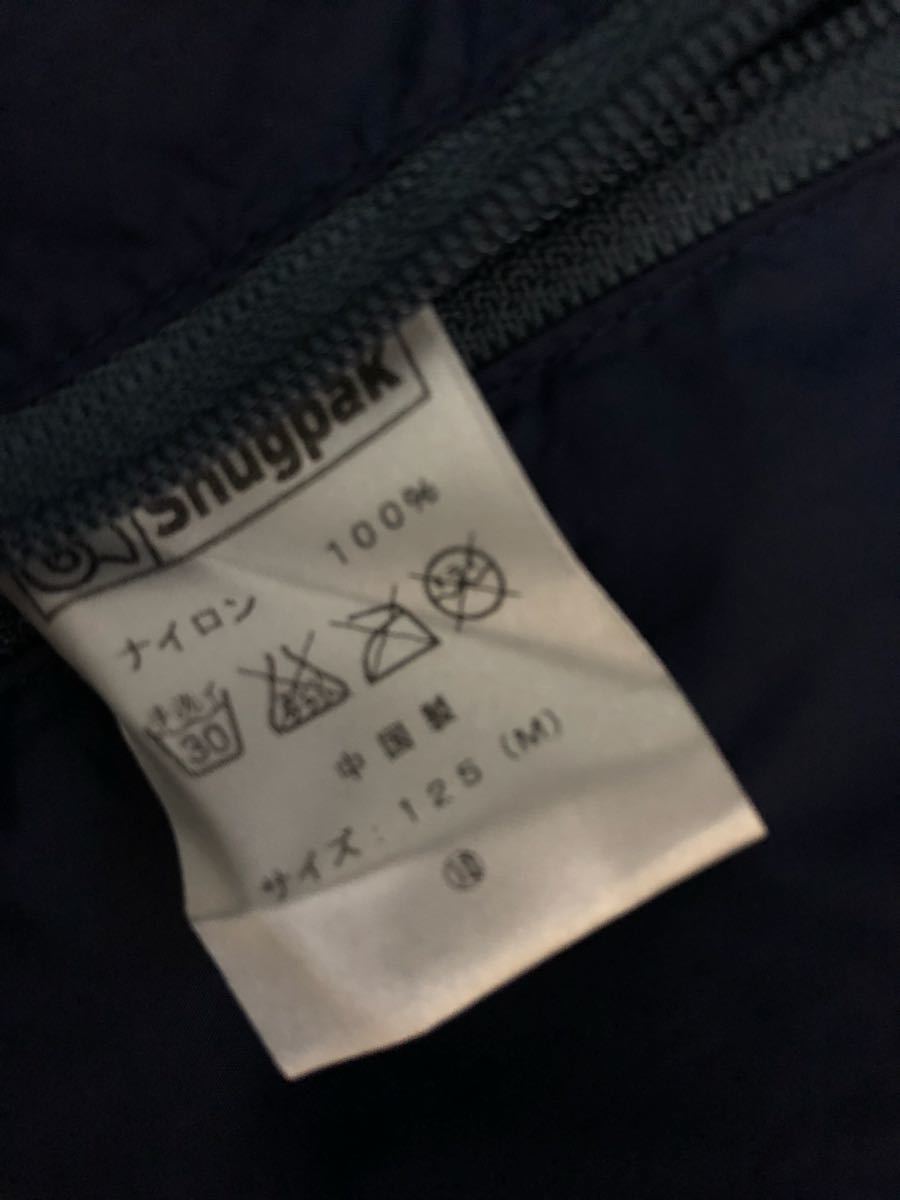 Snugpak
ナイロン 100%
手洗イ
30
中国製
サイズ: 125 (M)